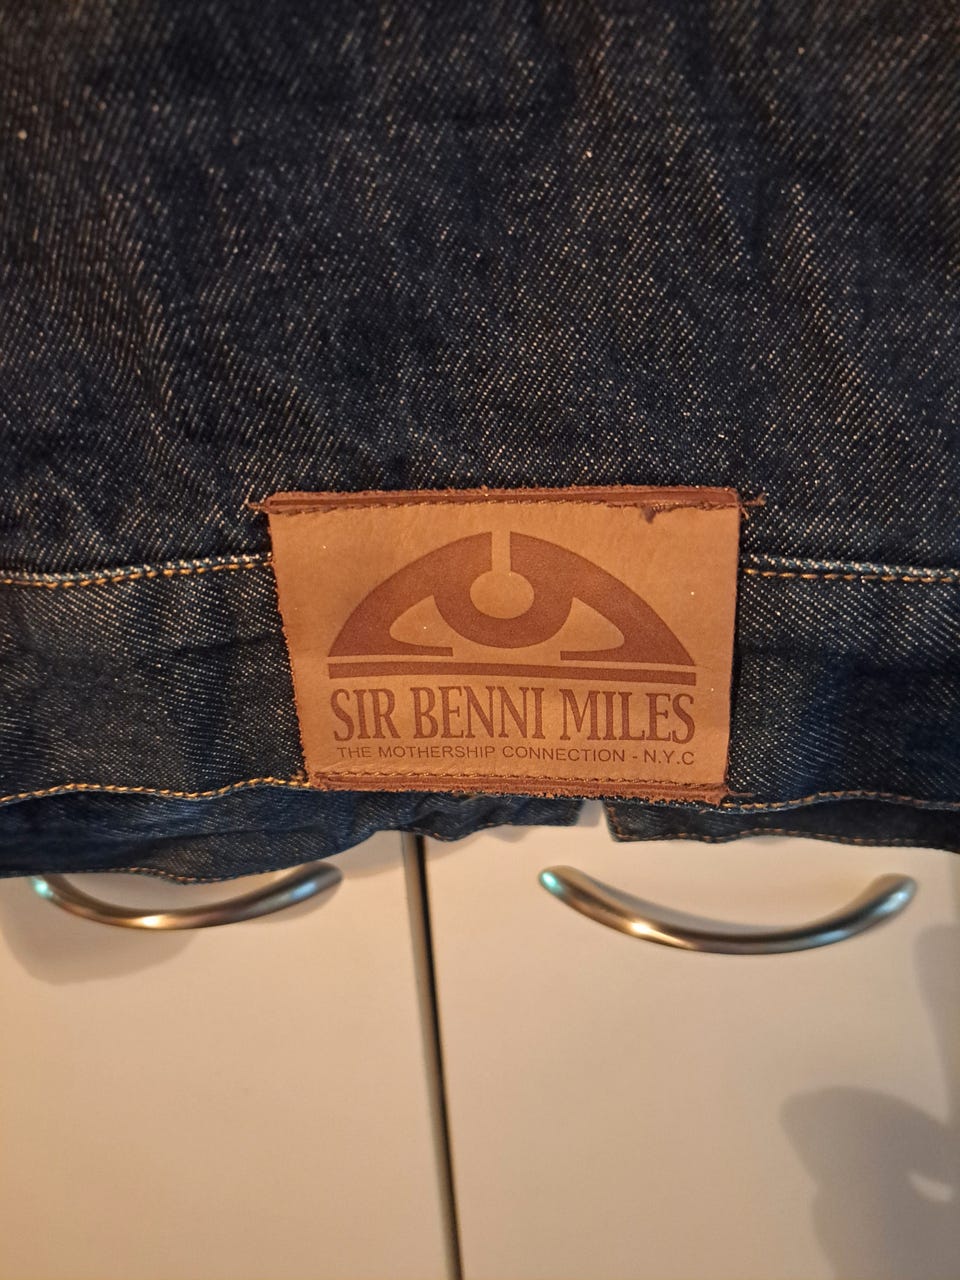 SIR BENNI MILES
THE MOTHERSHIP CONNECTION - N.Y.C